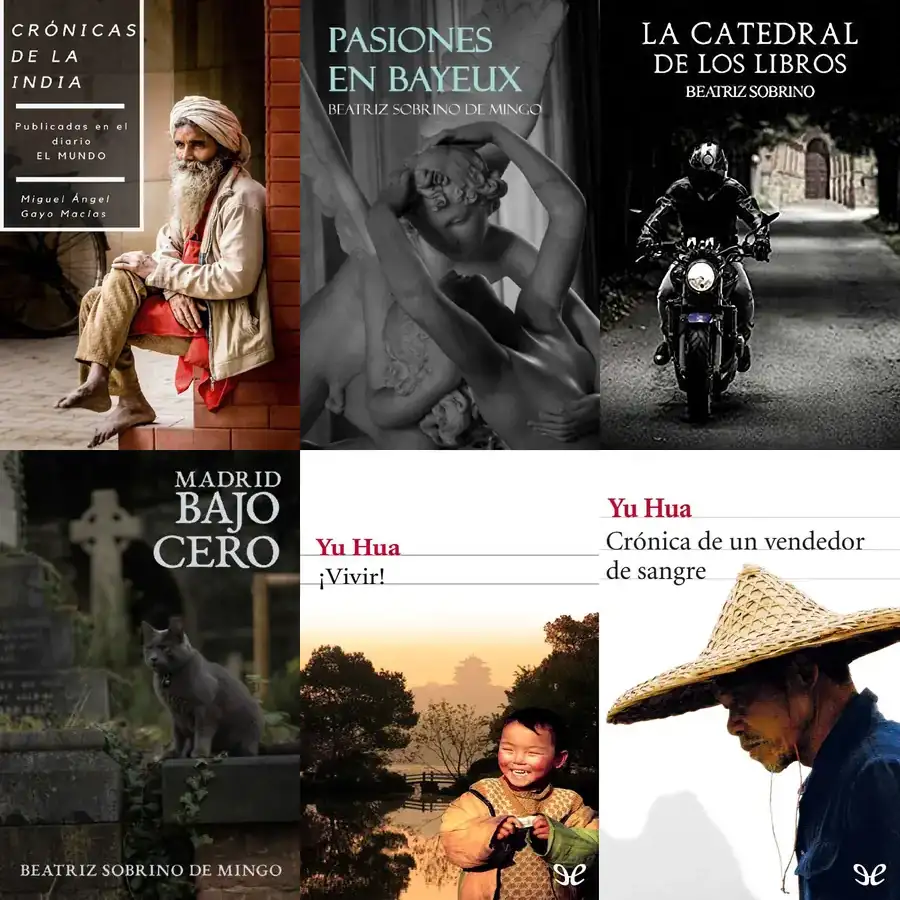 CRÓNICAS
DE LA
INDIA
Publicadas en el
diario
EL MUNDO
Miguel Ángel
Gayo Macías
PASIONES
EN BAYEUX
BEATRIZ SOBRINO DE MINGO
LA CATEDRAL
DE LOS LIBROS
BEATRIZ SOBRINO
MADRID
BAJO
CERO
BEATRIZ SOBRINO DE MINGO
Yu Hua
¡Vivir!
Yu Hua
Crónica de un vendedor
de sangre